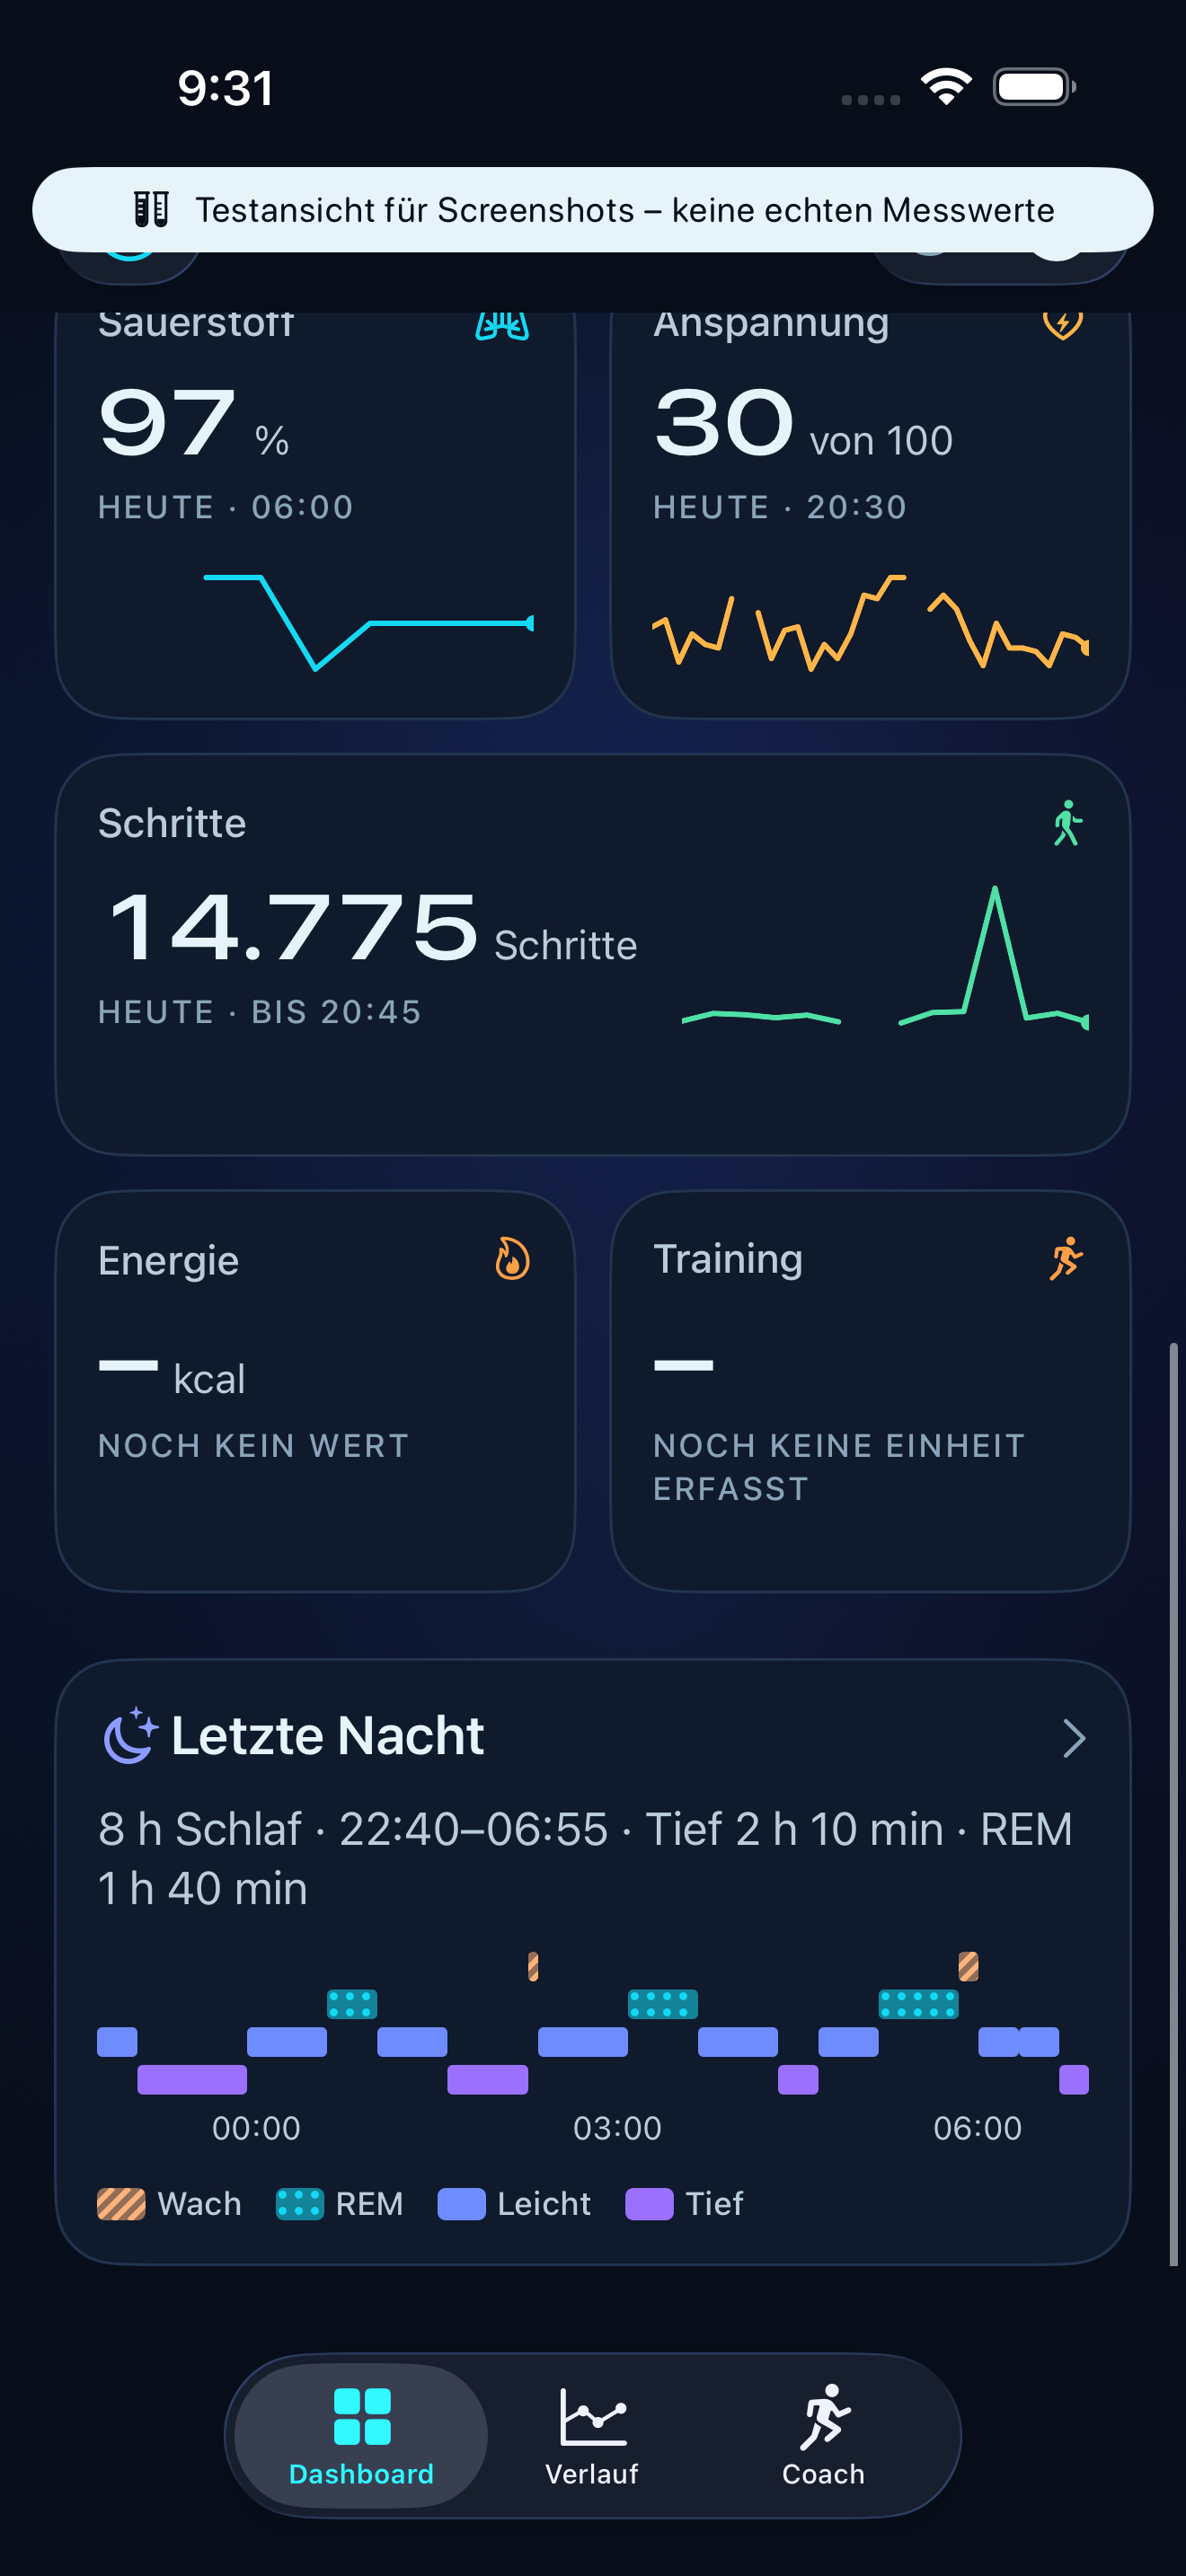 9:31
Testansicht für Screenshots – keine echten Messwerte
Sauerstoff
97 %
HEUTE · 06:00
Anspannung
30 von 100
HEUTE · 20:30
Schritte
14.775 Schritte
HEUTE · BIS 20:45
Energie
— kcal
NOCH KEIN WERT
Training
—
NOCH KEINE EINHEIT
ERFASST
Letzte Nacht
8 h Schlaf · 22:40–06:55 · Tief 2 h 10 min · REM
1 h 40 min
00:00 03:00 06:00
Wach REM Leicht Tief
Dashboard Verlauf Coach